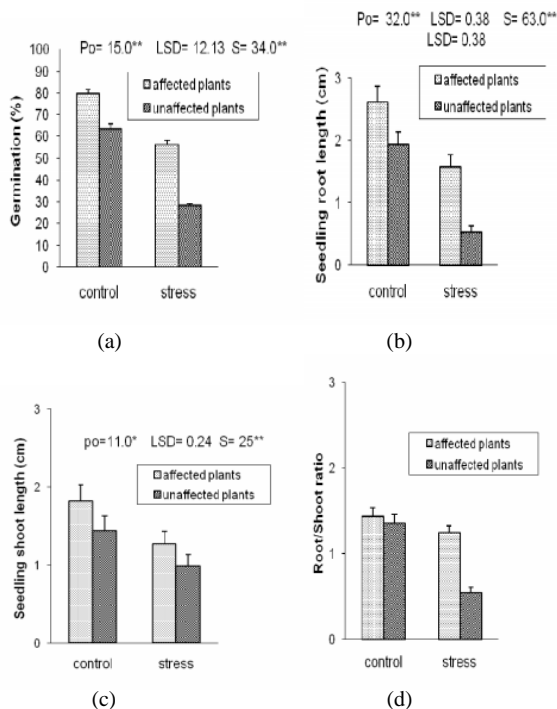 Po= 15.0** LSD= 12.13 S= 34.0**
affected plants
unaffected plants
Germination (%)
100
90
80
70
60
50
40
30
20
10
0
control stress
(a)
Po= 32.0** LSD= 0.38 S= 63.0**
LSD= 0.38
affected plants
unaffected plants
Seedling root length (cm)
3
2
1
0
control stress
(b)
po=11.0* LSD= 0.24 S= 25**
affected plants
unaffected plants
Seedling shoot length (cm)
3
2
1
0
control stress
(c)
affected plants
unaffected plants
Root/Shoot ratio
3
2
1
0
control stress
(d)